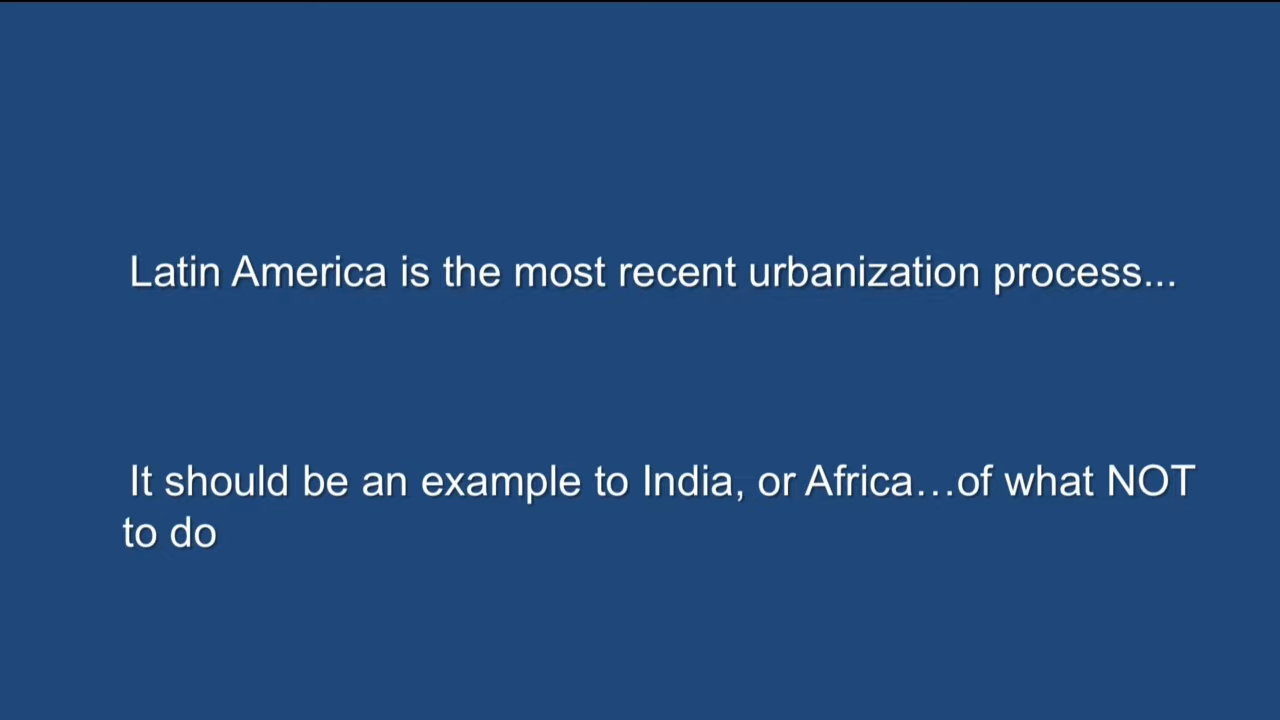 Latin America is the most recent urbanization process...
It should be an example to India, or Africa…of what NOT
to do